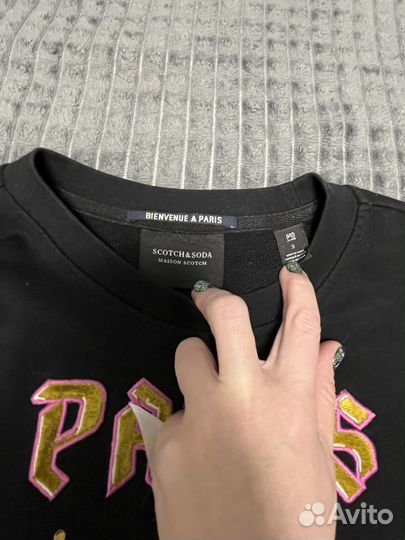 BIENVENUE A PARIS
SCOTCH&SODA
MAISON SCOTCH
S
PA S
Avito